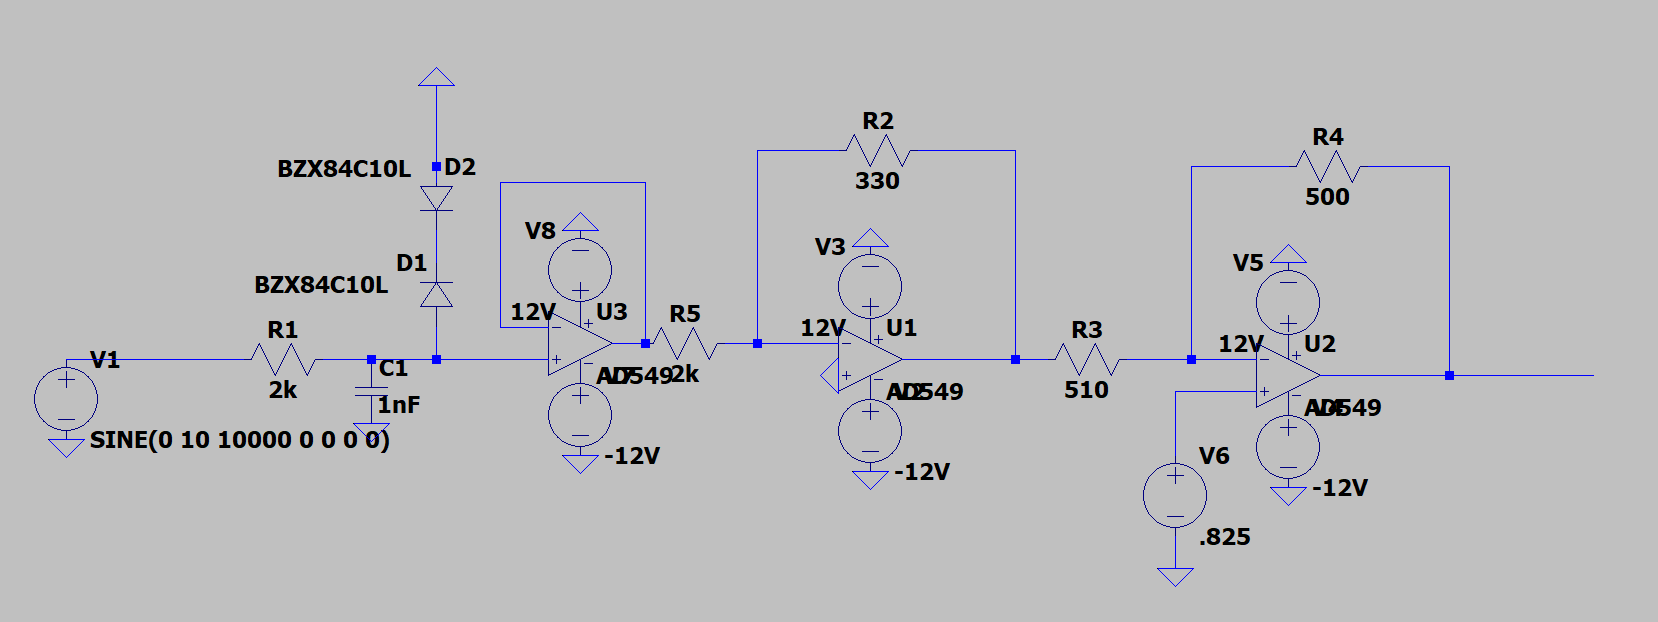 R2
R4
BZX84C10L
D2
330
500
V8
V3
V5
D1
BZX84C10L
12V
U3
R5
12V
U1
R1
R3
12V
U2
V1
C1
2k
AD549
2k
510
1nF
AD549
AD549
SINE(0 10 10000 0 0 0 0)
-12V
V6
-12V
-12V
.825